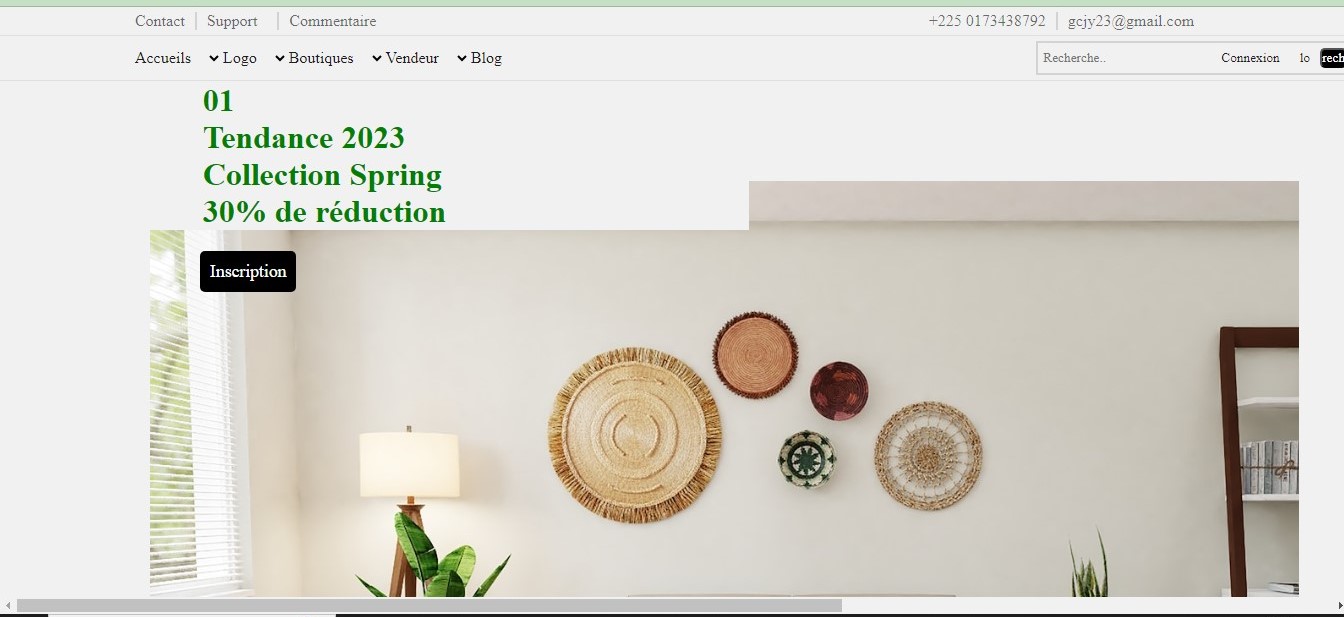 Contact Support Commentaire +225 0173438792 gcjy23@gmail.com
Accueils Logo Boutiques Vendeur Blog Recherche.. Connexion lo rech
01
Tendance 2023
Collection Spring
30% de réduction
Inscription